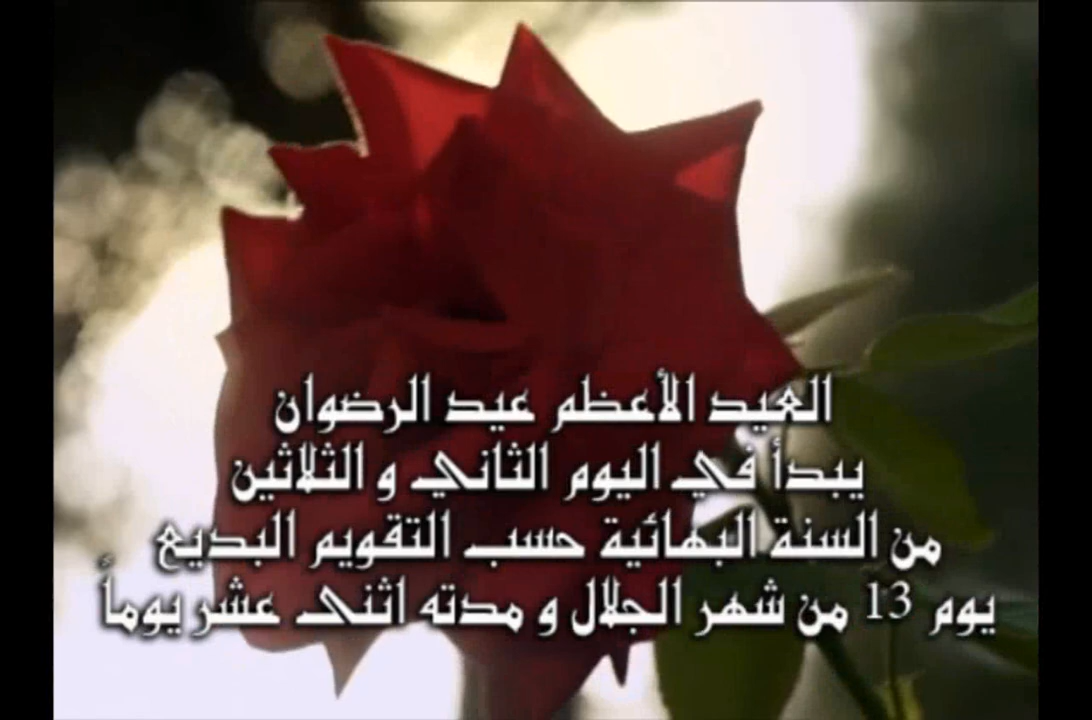 العيد الأعظم عيد الرضوان
يبدأ في اليوم الثاني و الثلاثين
من السنة البهائية حسب التقويم البديع
يوم 13 من شهر الجلال و مدته اثنى عشر يوماً